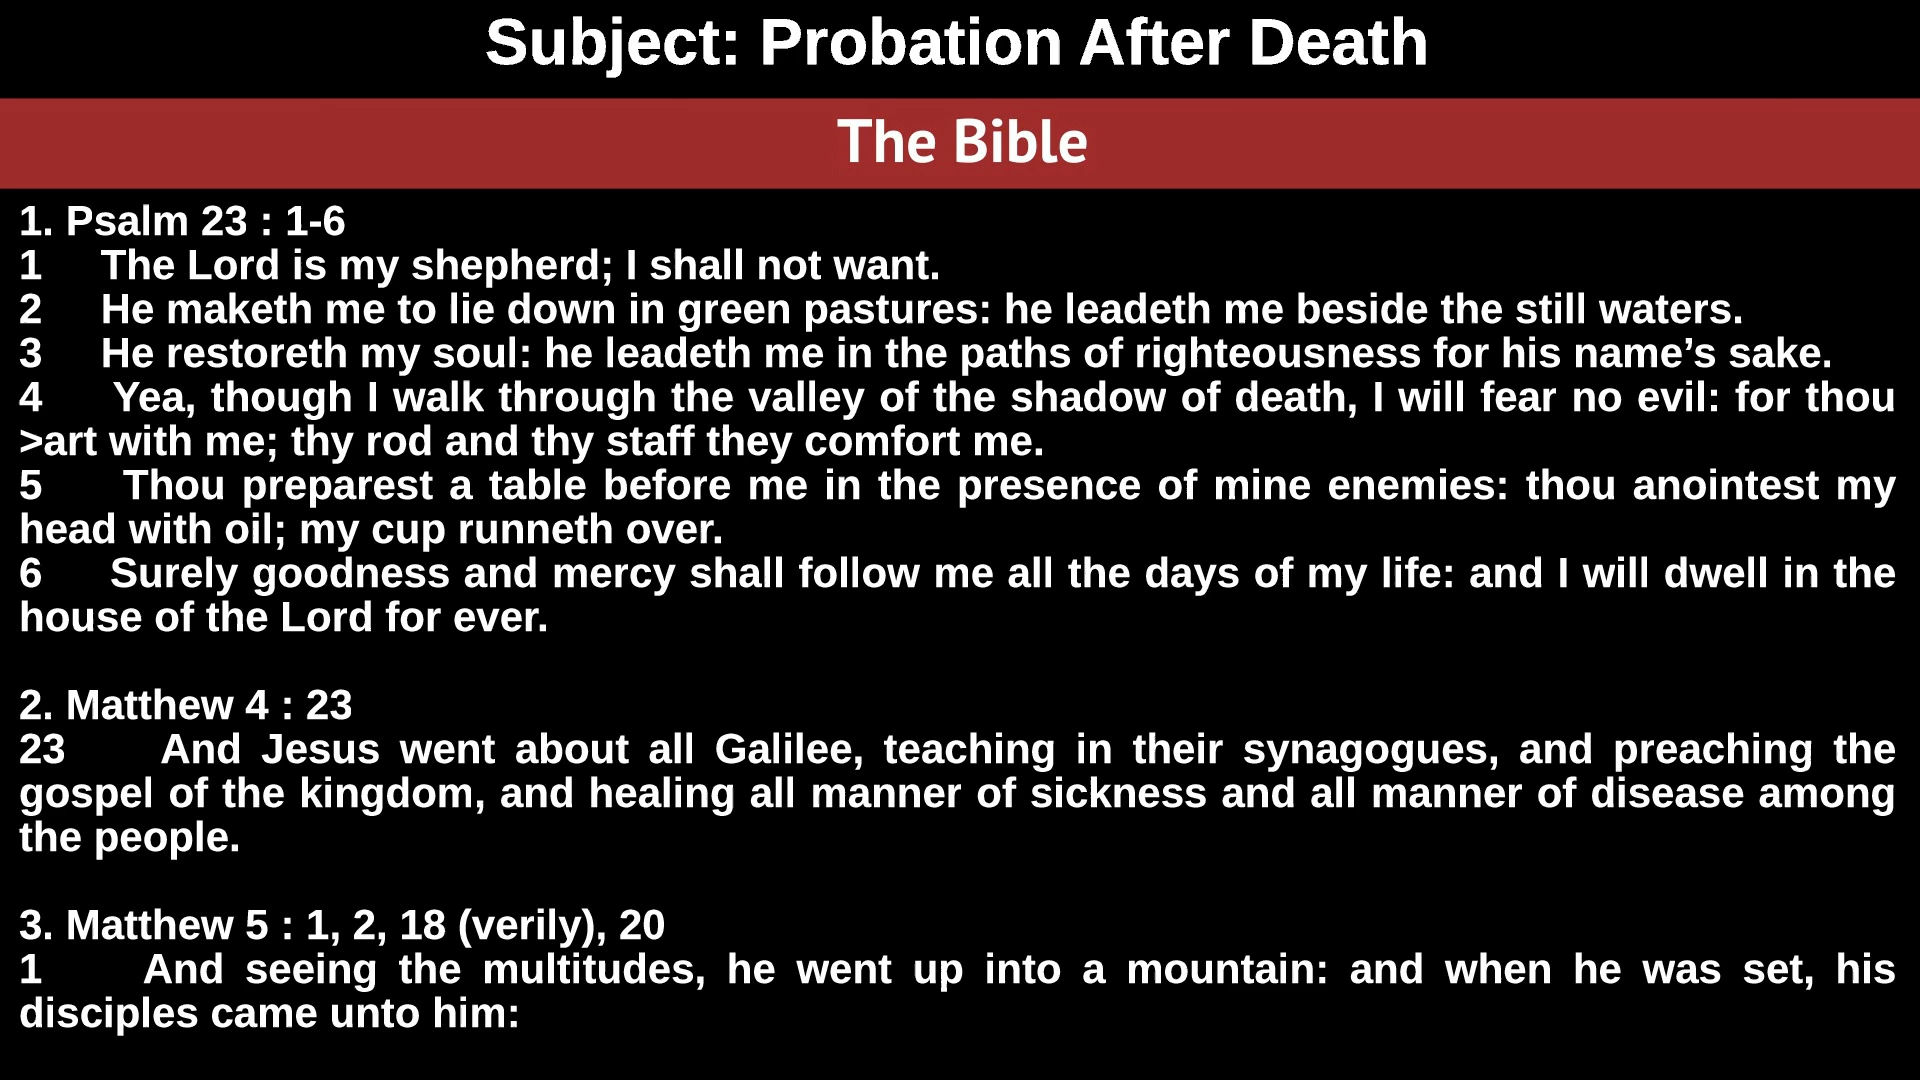 Subject: Probation After Death
The Bible
1. Psalm 23 : 1-6
1 The Lord is my shepherd; I shall not want.
2 He maketh me to lie down in green pastures: he leadeth me beside the still waters.
3 He restoreth my soul: he leadeth me in the paths of righteousness for his name’s sake.
4 Yea, though I walk through the valley of the shadow of death, I will fear no evil: for thou
>art with me; thy rod and thy staff they comfort me.
5 Thou preparest a table before me in the presence of mine enemies: thou anointest my
head with oil; my cup runneth over.
6 Surely goodness and mercy shall follow me all the days of my life: and I will dwell in the
house of the Lord for ever.
2. Matthew 4 : 23
23 And Jesus went about all Galilee, teaching in their synagogues, and preaching the
gospel of the kingdom, and healing all manner of sickness and all manner of disease among
the people.
3. Matthew 5 : 1, 2, 18 (verily), 20
1 And seeing the multitudes, he went up into a mountain: and when he was set, his
disciples came unto him: